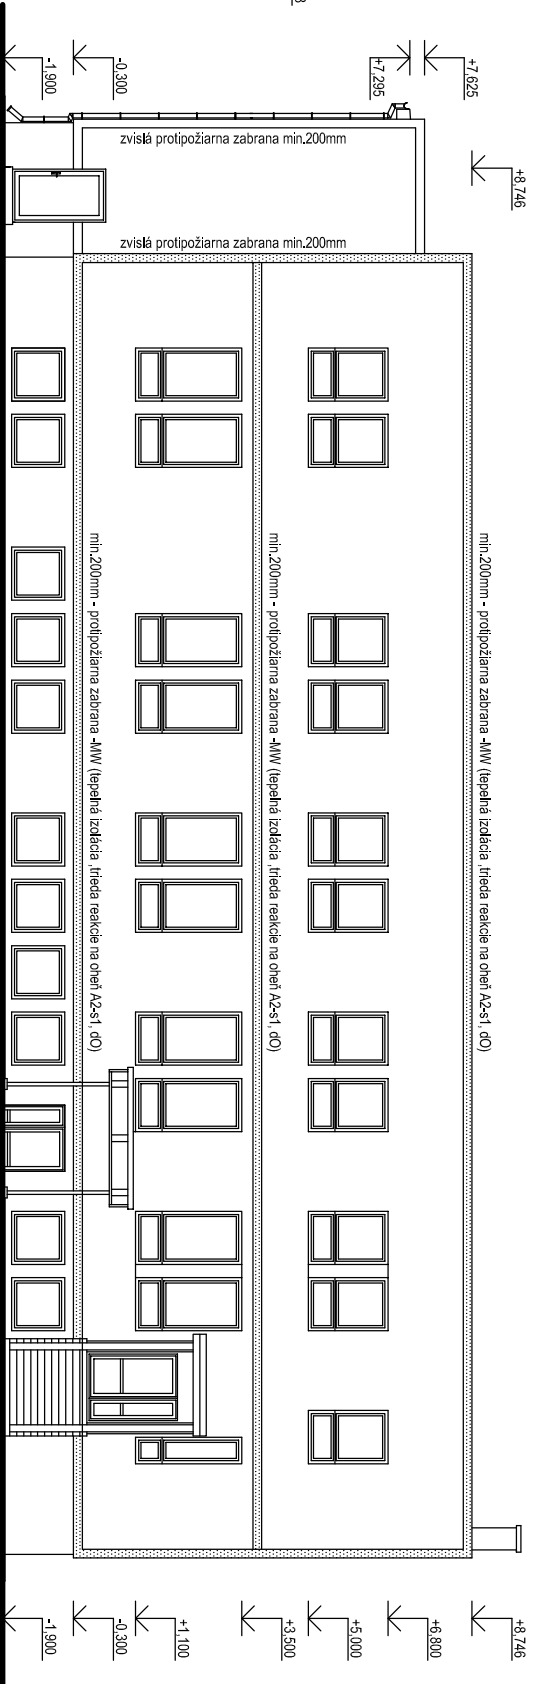 -1,900
-0,300
+7,295
+7,625
+8,746
zvislá protipožiarna zabrana min.200mm
zvislá protipožiarna zabrana min.200mm
min.200mm - protipožiarna zabrana -MW (tepelná izolácia ,trieda reakcie na oheň A2-s1, dO)
min.200mm - protipožiarna zabrana -MW (tepelná izolácia ,trieda reakcie na oheň A2-s1, dO)
min.200mm - protipožiarna zabrana -MW (tepelná izolácia ,trieda reakcie na oheň A2-s1, dO)
-1,900
-0,300
+1,100
+3,500
+5,000
+6,800
+8,746